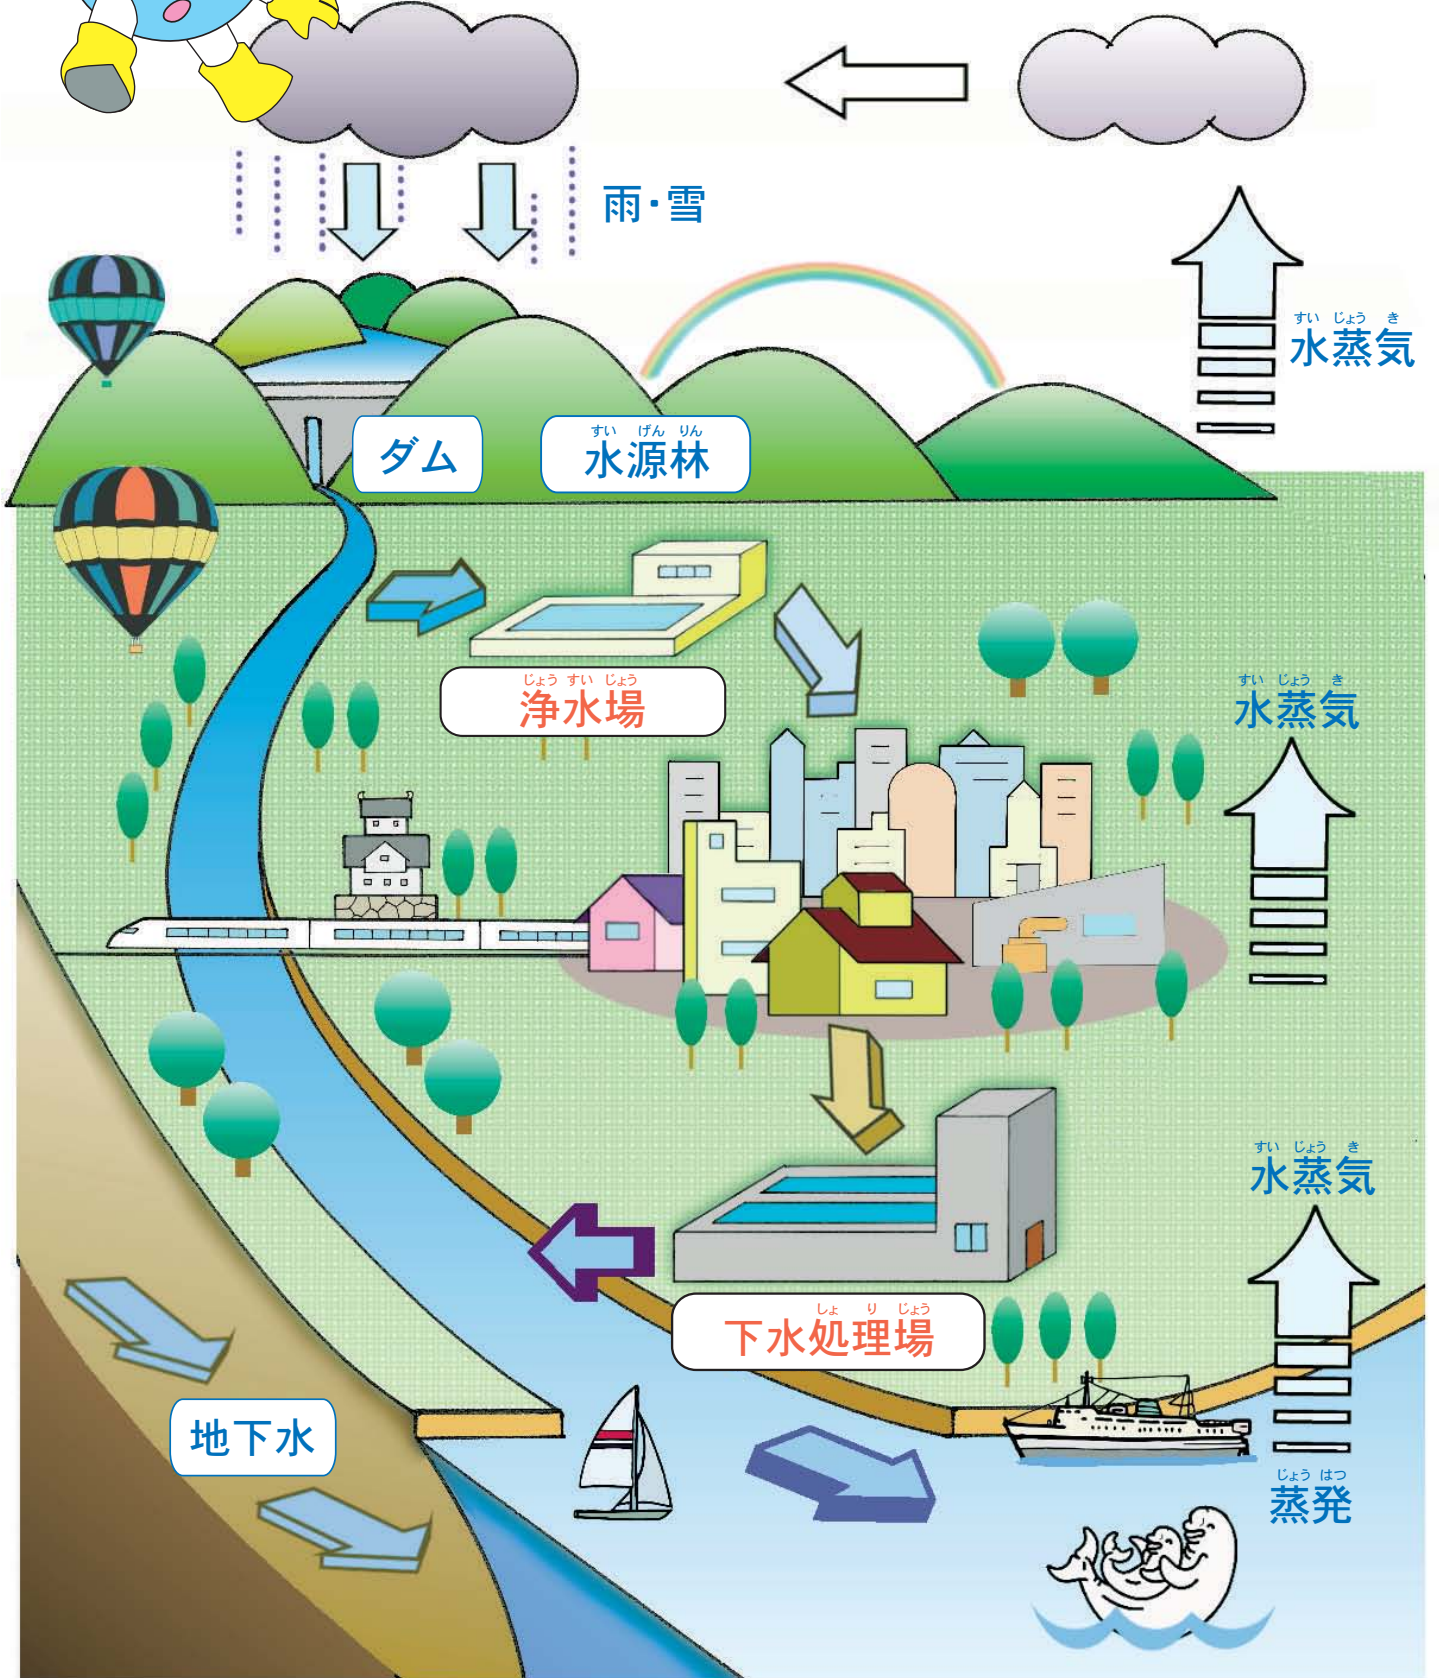 雨・雪
すい じょう き
水蒸気
ダム
すい げん りん
水源林
じょう すい じょう
浄水場
すい じょう き
水蒸気
すい じょう き
水蒸気
しょ り じょう
下水処理場
地下水
じょう はつ
蒸発